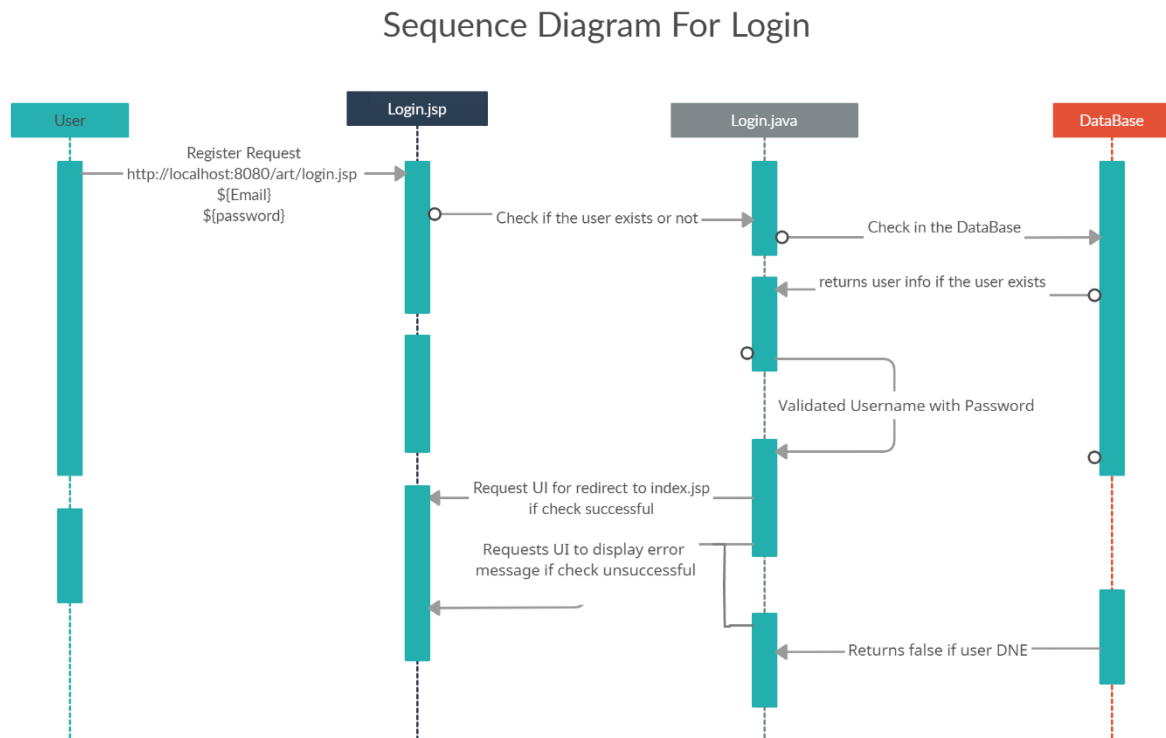 Sequence Diagram For Login
User
Login.jsp
Login.java
DataBase
Register Request
http://localhost:8080/art/login.jsp
${Email}
${password}
Check if the user exists or not
Check in the DataBase
returns user info if the user exists
Validated Username with Password
Request UI for redirect to index.jsp
if check successful
Requests UI to display error
message if check unsuccessful
Returns false if user DNE